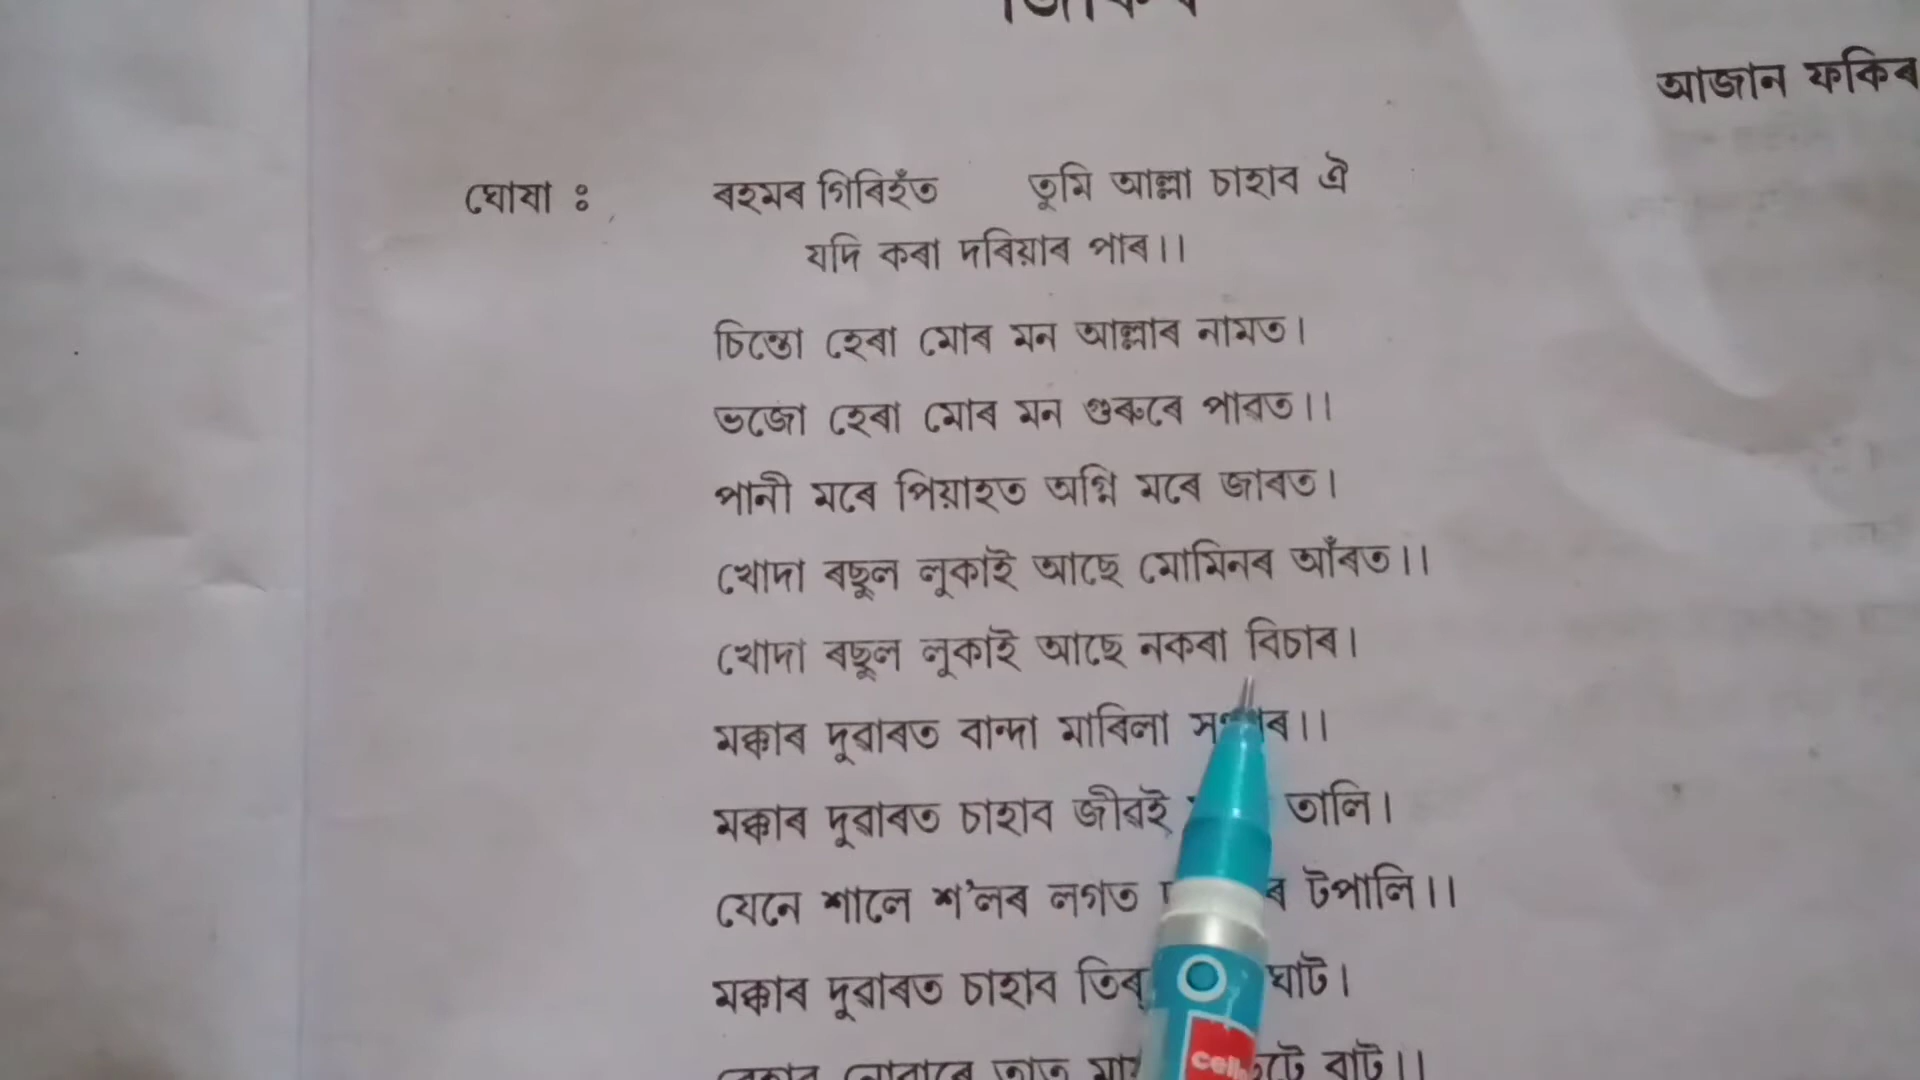 জিকিৰ
আজান ফকিৰ
ঘোষা ঃ ৰহমৰ গিৰিহঁত তুমি আল্লা চাহাব ঐ
যদি কৰা দৰিয়াৰ পাৰ।।
চিন্তো হেৰা মোৰ মন আল্লাৰ নামত।
ভজো হেৰা মোৰ মন গুৰুৰে পাৱত।।
পানী মৰে পিয়াহত অগ্নি মৰে জাৰত।
খোদা ৰছুল লুকাই আছে মোমিনৰ আঁৰত।।
খোদা ৰছুল লুকাই আছে নকৰা বিচাৰ।
মক্কাৰ দুৱাৰত বান্দা মাৰিলা
মক্কাৰ দুৱাৰত চাহাব জীৱই তালি।
যেনে শালে শ'লৰ লগত টপালি।।
মক্কাৰ দুৱাৰত চাহাব ঘাট।
বাট।।
cello